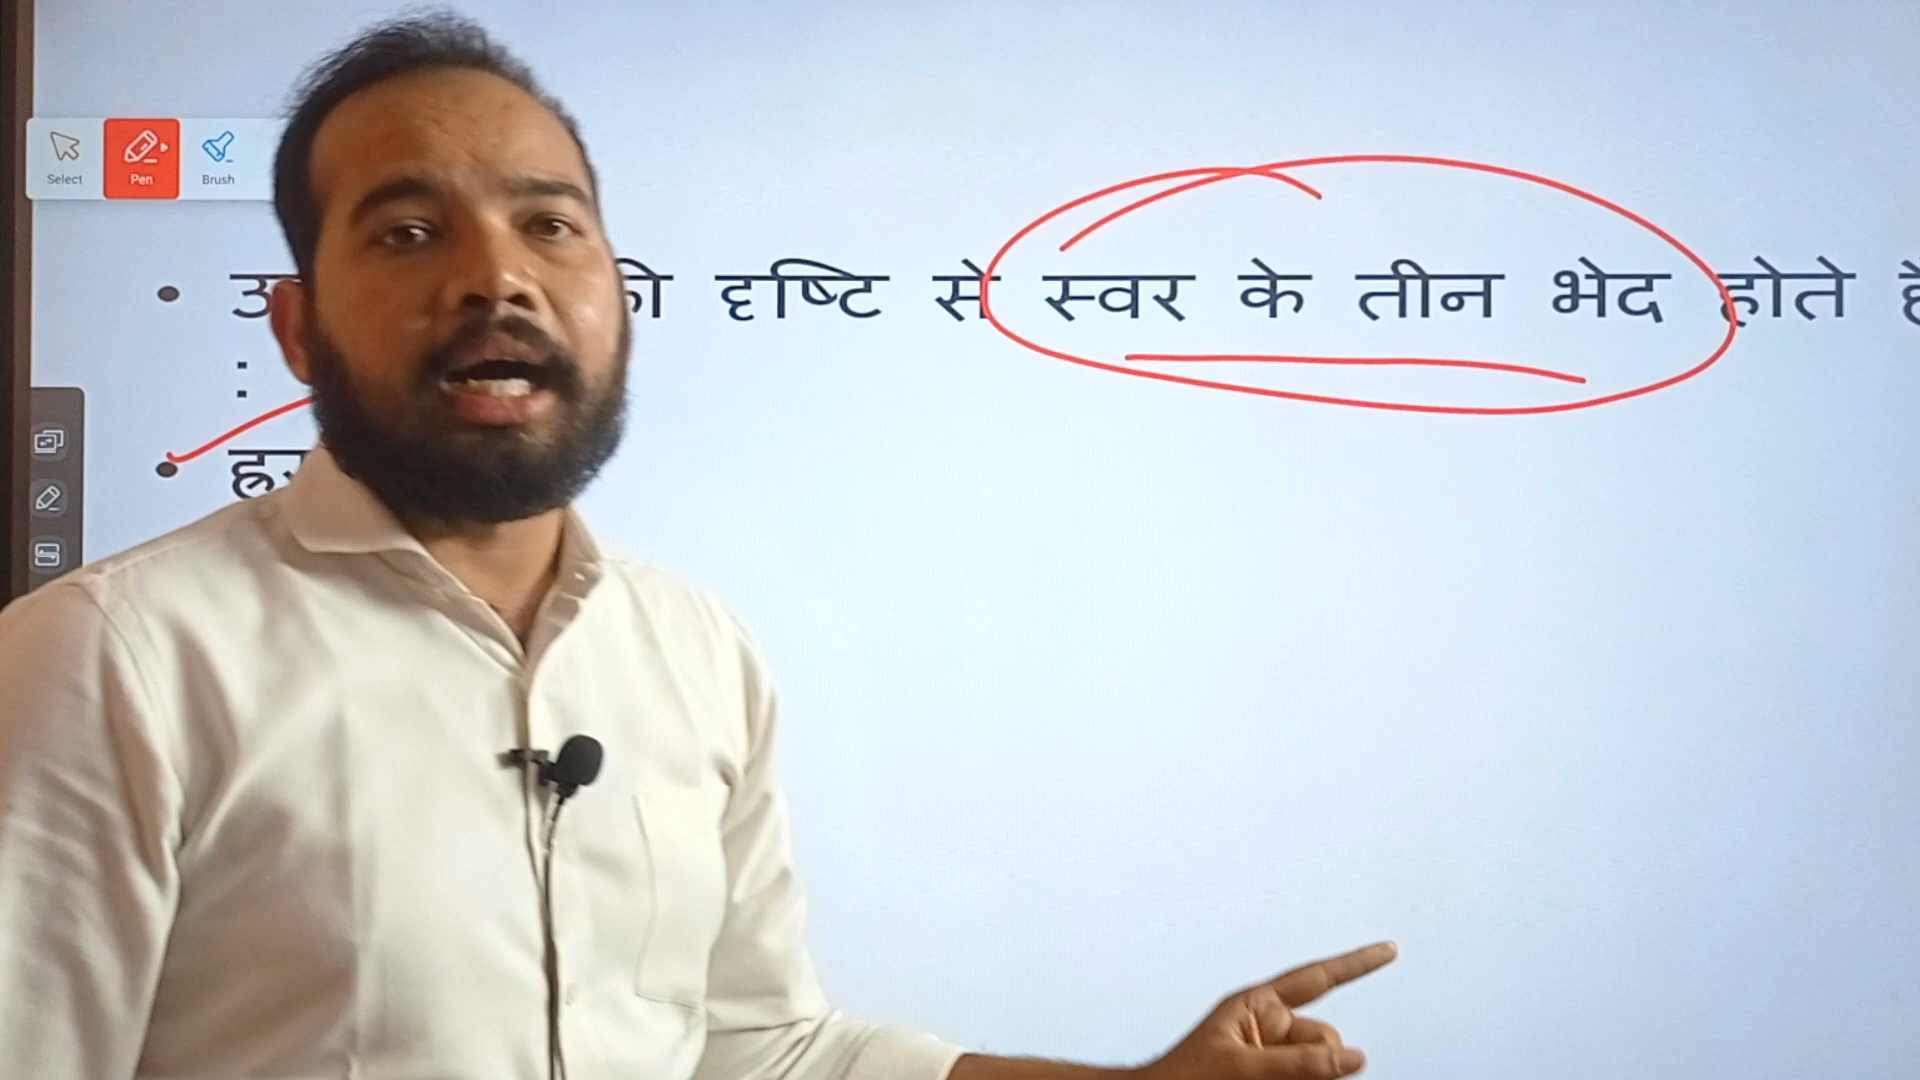 Select Pen Brush
की दृष्टि से स्वर के तीन भेद होते
: